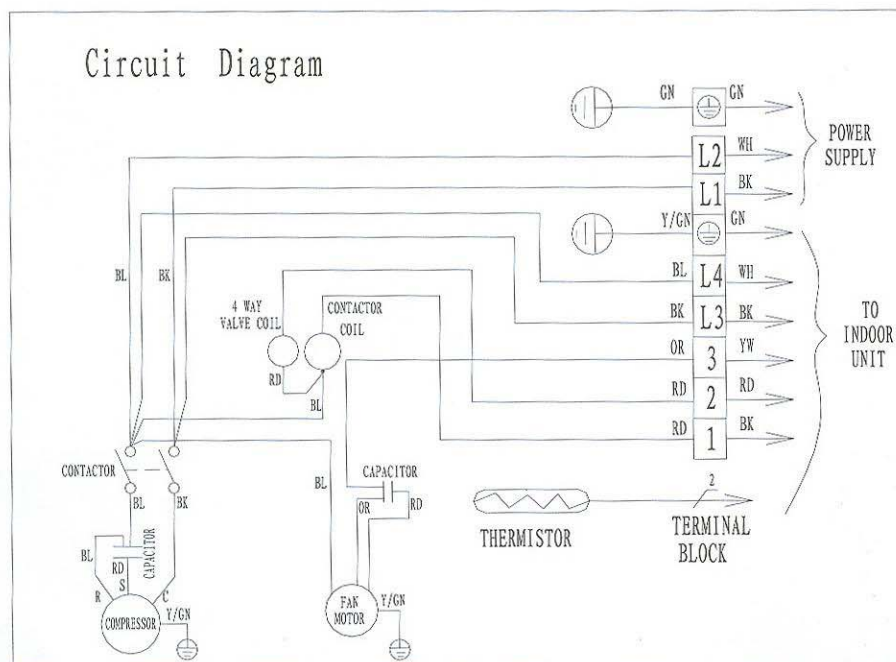 Circuit Diagram
GN
GN
L2
WH
L1
BK
POWER
SUPPLY
Y/GN
GN
BL
L4
WH
BK
L3
BK
OR
3
YW
RD
2
RD
RD
1
BK
TO
INDOOR
UNIT
BL
BK
4 WAY
VALVE COIL
CONTACTOR
COIL
RD
BL
CONTACTOR
BL
BK
BL
CAPACITOR
OR
RD
2
THERMISTOR
TERMINAL
BLOCK
BL
RD
CAPACITOR
R
S
C
COMPRESSOR
Y/GN
FAN
MOTOR
Y/GN